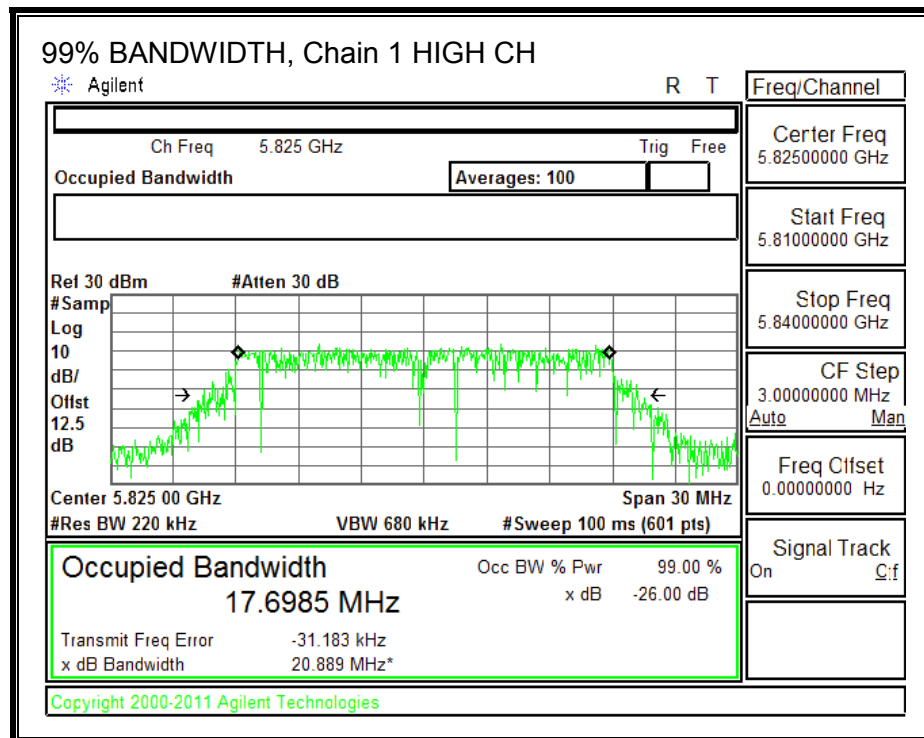 99% BANDWIDTH, Chain 1 HIGH CH
Agilent R T
Freq/Channel
Ch Freq 5.825 GHz Trig Free
Occupied Bandwidth Averages: 100
Center Freq
5.82500000 GHz
Start Freq
5.81000000 GHz
Stop Freq
5.84000000 GHz
CF Step
3.00000000 MHz
Auto Man
Freq Offset
0.00000000 Hz
Signal Track
On Off
Ref 30 dBm #Atten 30 dB
#Samp
Log
10
dB/
Offst
12.5
dB
Center 5.825 00 GHz Span 30 MHz
#Res BW 220 kHz VBW 680 kHz #Sweep 100 ms (601 pts)
Occupied Bandwidth Occ BW % Pwr 99.00 %
17.6985 MHz x dB -26.00 dB
Transmit Freq Error -31.183 kHz
x dB Bandwidth 20.889 MHz*
Copyright 2000-2011 Agilent Technologies